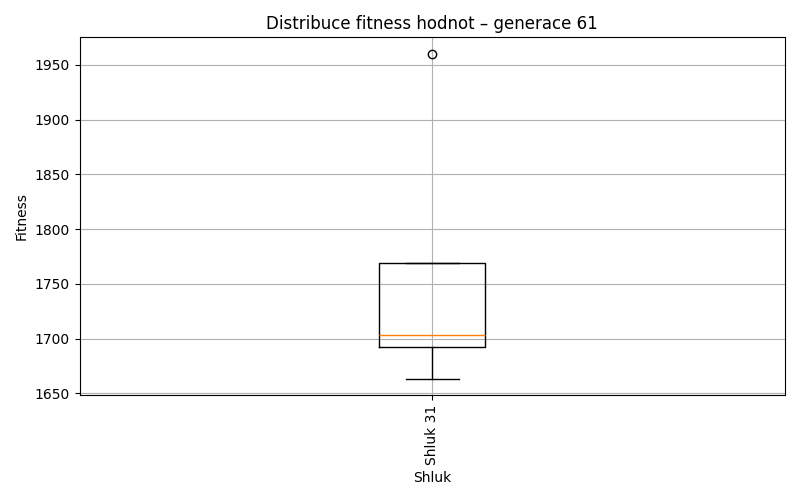 Distribuce fitness hodnot – generace 61
1950
1900
1850
1800
1750
1700
1650
Fitness
Shluk 31
Shluk